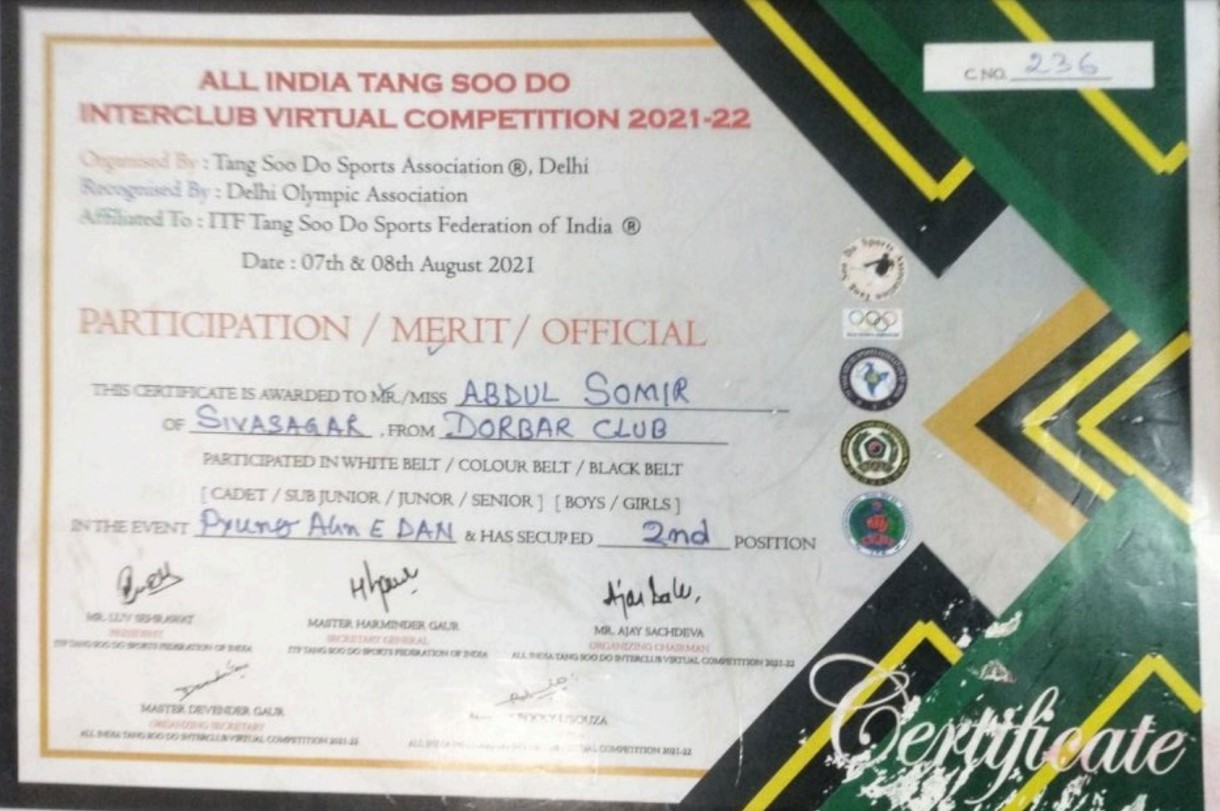 C.NO. 236
ALL INDIA TANG SOO DO
INTERCLUB VIRTUAL COMPETITION 2021-22
Organised By : Tang Soo Do Sports Association ®, Delhi
Recognised By : Delhi Olympic Association
Affiliated To : ITF Tang Soo Do Sports Federation of India ®
Date : 07th & 08th August 2021
PARTICIPATION / MERIT / OFFICIAL
THIS CERTIFICATE IS AWARDED TO MR./MISS ABDUL SOMIR
OF SIVASAGAR , FROM DORBAR CLUB
PARTICIPATED IN WHITE BELT / COLOUR BELT / BLACK BELT
[ CADET / SUB JUNIOR / JUNOR / SENIOR ] [ BOYS / GIRLS ]
IN THE EVENT Pyung Ahn E DAN & HAS SECURED 2nd POSITION
MR. LUV SEHRAWAT
PRESIDENT
ITF TANG SOO DO SPORTS FEDERATION OF INDIA
MASTER HARMINDER GAUR
SECRETARY GENERAL
ITF TANG SOO DO SPORTS FEDERATION OF INDIA
Ajay Sachdeva
MR. AJAY SACHDEVA
ORGANIZING CHAIRMAN
ALL INDIA TANG SOO DO INTERCLUB VIRTUAL COMPETITION 2021-22
MASTER DEVENDER GAUR
ORGANIZING SECRETARY
ALL INDIA TANG SOO DO INTERCLUB VIRTUAL COMPETITION 2021-22
D'SOUZA
COMPETITION 2021-22
Certificate